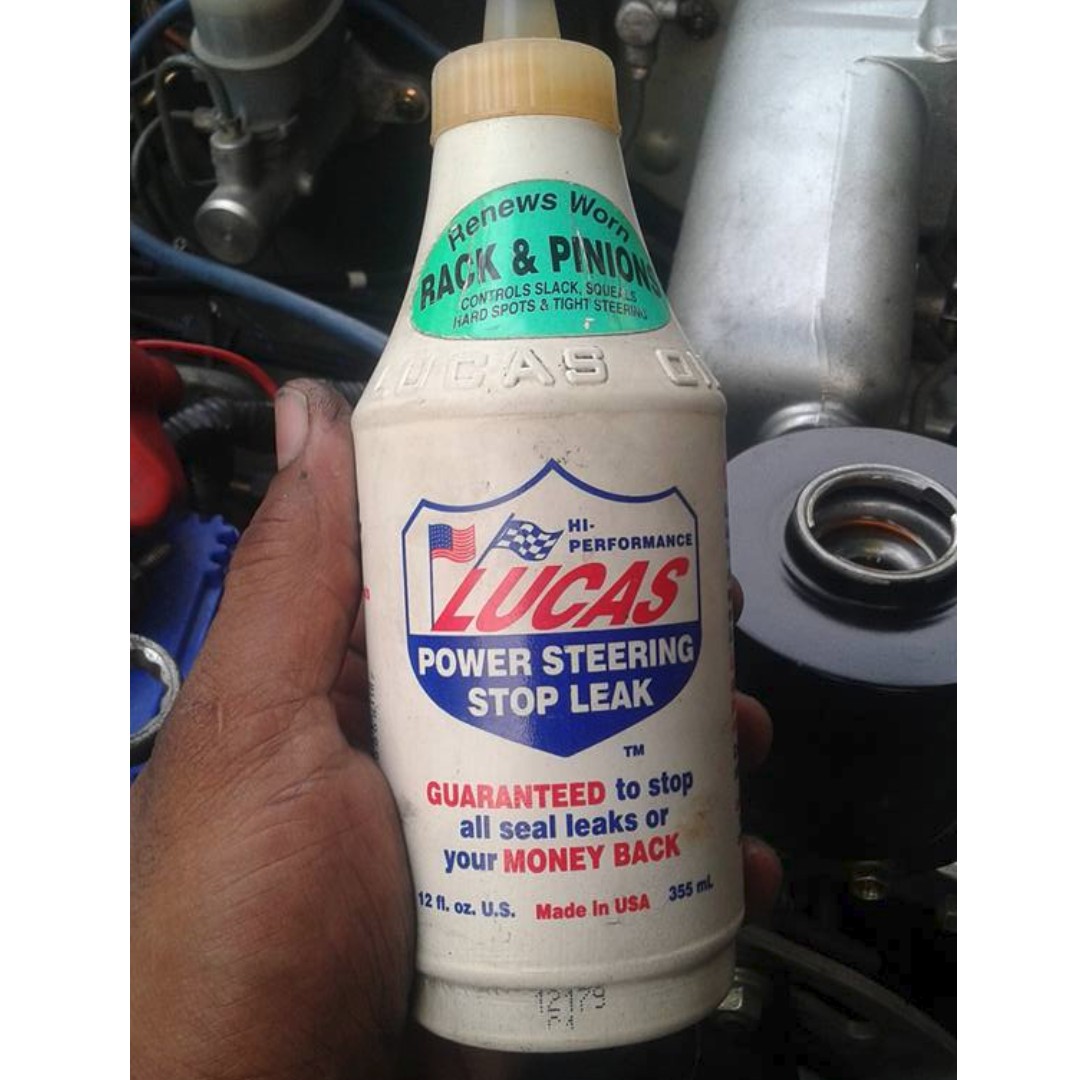 Renews Worn
RACK & PINIONS
CONTROLS SLACK, SQUEALS
HARD SPOTS & TIGHT STEERING
LUCAS
HI-
PERFORMANCE
LUCAS
POWER STEERING
STOP LEAK
TM
GUARANTEED to stop
all seal leaks or
your MONEY BACK
12 fl. oz. U.S. Made in USA 355 mL
12179